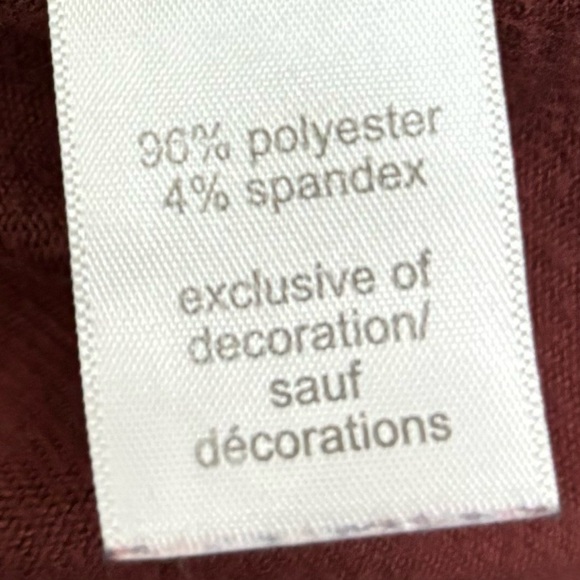 96% polyester
4% spandex
exclusive of
decoration/
sauf
décorations